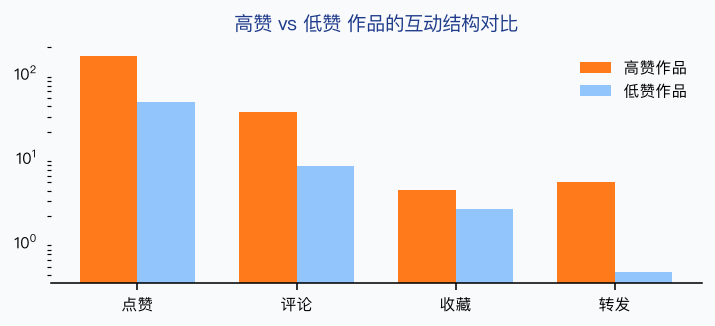 高赞 vs 低赞 作品的互动结构对比
高赞作品
低赞作品
10²
10¹
10⁰
点赞 评论 收藏 转发